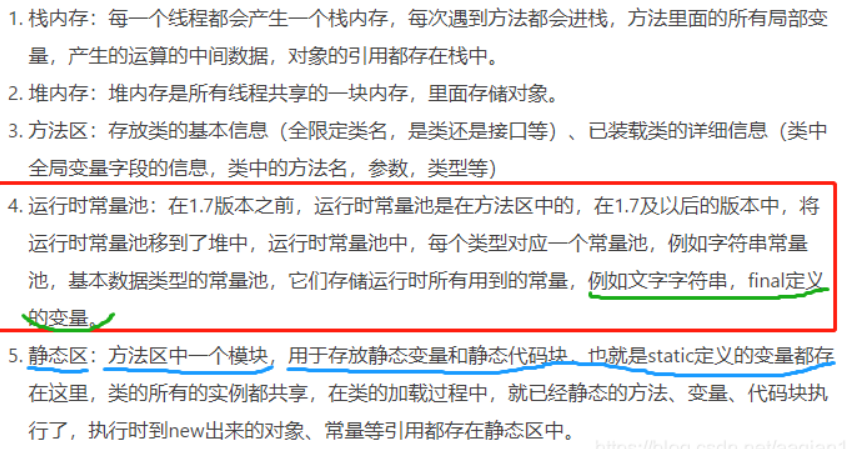 1. 栈内存：每一个线程都会产生一个栈内存，每次遇到方法都会进栈，方法里面的所有局部变
量，产生的运算的中间数据，对象的引用都存在栈中。
2. 堆内存：堆内存是所有线程共享的一块内存，里面存储对象。
3. 方法区：存放类的基本信息（全限定类名，是类还是接口等）、已装载类的详细信息（类中
全局变量字段的信息，类中的方法名，参数，类型等）
4. 运行时常量池：在1.7版本之前，运行时常量池是在方法区中的，在1.7及以后的版本中，将
运行时常量池移到了堆中，运行时常量池中，每个类型对应一个常量池，例如字符串常量
池，基本数据类型的常量池，它们存储运行时所有用到的常量，例如文字字符串，final定义
的变量。
5. 静态区：方法区中一个模块，用于存放静态变量和静态代码块，也就是static定义的变量都存
在这里，类的所有的实例都共享，在类的加载过程中，就已经静态的方法、变量、代码块执
行了，执行时到new出来的对象、常量等引用都存在静态区中。